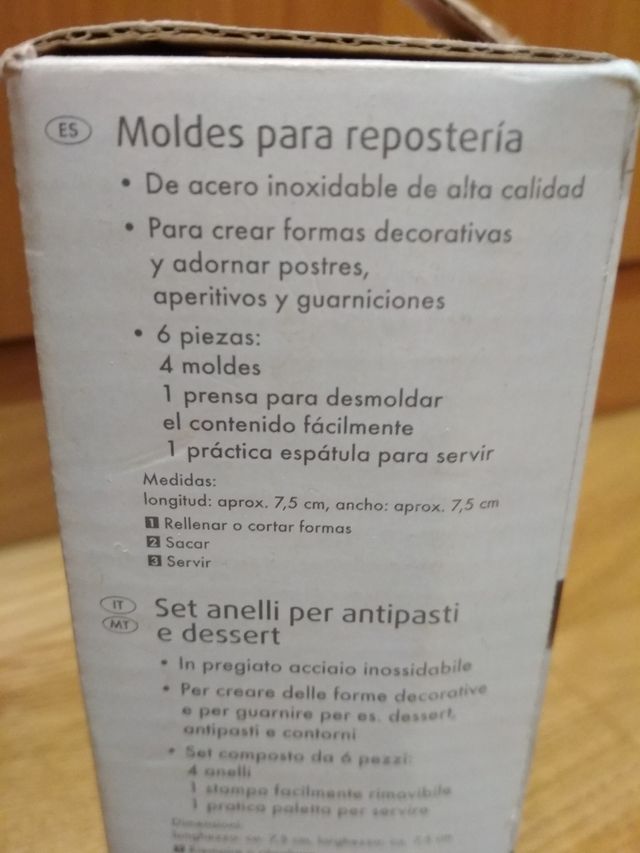 ES Moldes para repostería
• De acero inoxidable de alta calidad
• Para crear formas decorativas
y adornar postres,
aperitivos y guarniciones
• 6 piezas:
4 moldes
1 prensa para desmoldar
el contenido fácilmente
1 práctica espátula para servir
Medidas:
longitud: aprox. 7,5 cm, ancho: aprox. 7,5 cm
1 Rellenar o cortar formas
2 Sacar
3 Servir
IT MT Set anelli per antipasti
e dessert
• In pregiato acciaio inossidabile
• Per creare delle forme decorative
e per guarnire per es. dessert,
antipasti e contorni
• Set composto da 6 pezzi:
4 anelli
1 stampo facilmente rimovibile
1 pratica paletta per servire
Dimensioni: